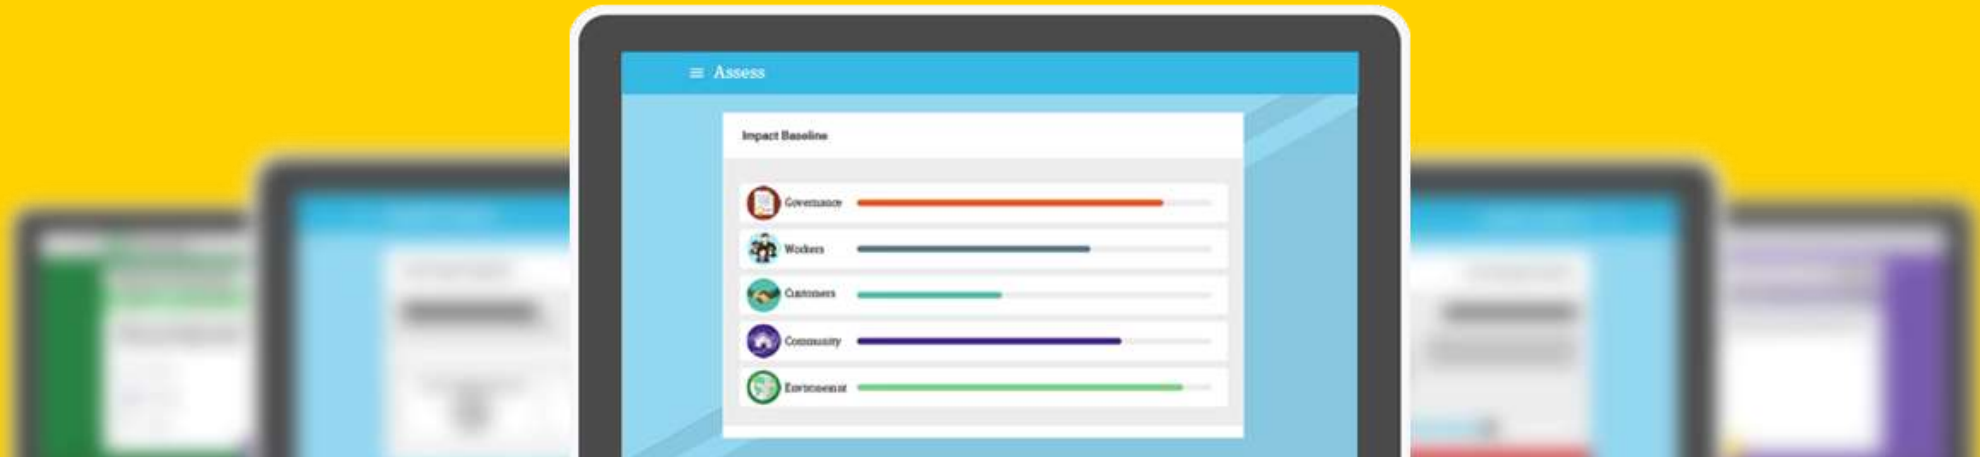 Assess
Impact Baseline
Governance
Workers
Customers
Community
Environment